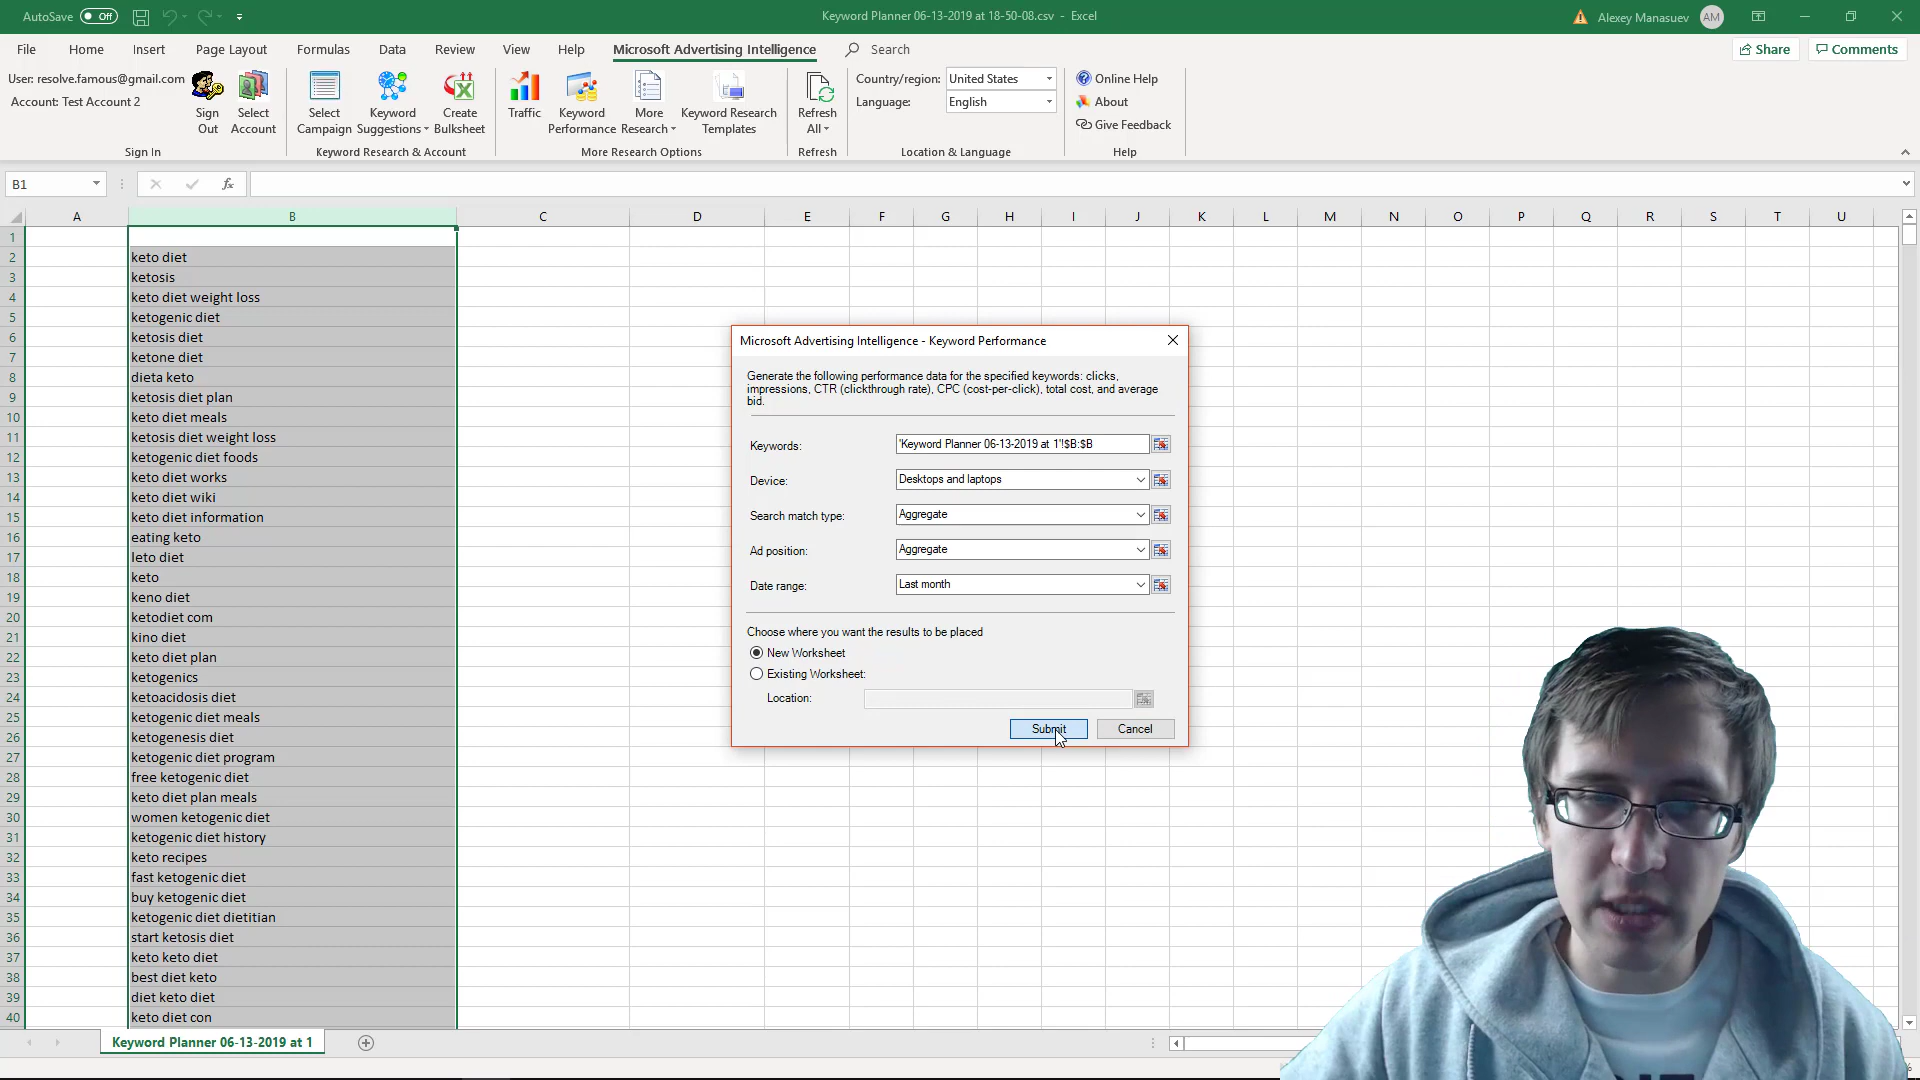 AutoSave Off
Keyword Planner 06-13-2019 at 18-50-08.csv - Excel
Alexey Manasuev AM
File Home Insert Page Layout Formulas Data Review View Help Microsoft Advertising Intelligence Search
Share Comments
User: resolve.famous@gmail.com
Account: Test Account 2
Sign Out
Select Account
Sign In
Select Campaign
Keyword Suggestions
Create Bulksheet
Keyword Research & Account
Traffic
Keyword Performance
More Research
Keyword Research Templates
More Research Options
Refresh All
Refresh
Country/region: United States
Language: English
Location & Language
Online Help
About
Give Feedback
Help
B1
fx
A B C D E F G H I J K L M N O P Q R S T U
1
2 keto diet
3 ketosis
4 keto diet weight loss
5 ketogenic diet
6 ketosis diet
7 ketone diet
8 dieta keto
9 ketosis diet plan
10 keto diet meals
11 ketosis diet weight loss
12 ketogenic diet foods
13 keto diet works
14 keto diet wiki
15 keto diet information
16 eating keto
17 leto diet
18 keto
19 keno diet
20 ketodiet com
21 kino diet
22 keto diet plan
23 ketogenics
24 ketoacidosis diet
25 ketogenic diet meals
26 ketogenesis diet
27 ketogenic diet program
28 free ketogenic diet
29 keto diet plan meals
30 women ketogenic diet
31 ketogenic diet history
32 keto recipes
33 fast ketogenic diet
34 buy ketogenic diet
35 ketogenic diet dietitian
36 start ketosis diet
37 keto keto diet
38 best diet keto
39 diet keto diet
40 keto diet con
Microsoft Advertising Intelligence - Keyword Performance
Generate the following performance data for the specified keywords: clicks,
impressions, CTR (clickthrough rate), CPC (cost-per-click), total cost, and average
bid.
Keywords: 'Keyword Planner 06-13-2019 at 1'!$B:$B
Device: Desktops and laptops
Search match type: Aggregate
Ad position: Aggregate
Date range: Last month
Choose where you want the results to be placed
New Worksheet
Existing Worksheet:
Location:
Submit Cancel
Keyword Planner 06-13-2019 at 1